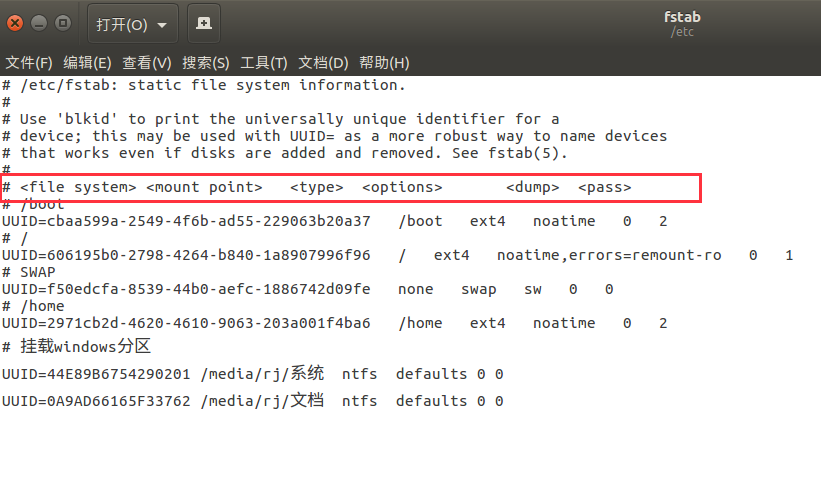 打开(O)
fstab
/etc
文件(F) 编辑(E) 查看(V) 搜索(S) 工具(T) 文档(D) 帮助(H)
# /etc/fstab: static file system information.
#
# Use 'blkid' to print the universally unique identifier for a
# device; this may be used with UUID= as a more robust way to name devices
# that works even if disks are added and removed. See fstab(5).
#
# <file system> <mount point>   <type>  <options>       <dump>  <pass>
# /boot
UUID=cbaa599a-2549-4f6b-ad55-229063b20a37   /boot   ext4   noatime   0   2
# /
UUID=606195b0-2798-4264-b840-1a8907996f96   /   ext4   noatime,errors=remount-ro   0   1
# SWAP
UUID=f50edcfa-8539-44b0-aefc-1886742d09fe   none   swap   sw   0   0
# /home
UUID=2971cb2d-4620-4610-9063-203a001f4ba6   /home   ext4   noatime   0   2
# 挂载windows分区
UUID=44E89B6754290201 /media/rj/系统  ntfs  defaults 0 0
UUID=0A9AD66165F33762 /media/rj/文档  ntfs  defaults 0 0